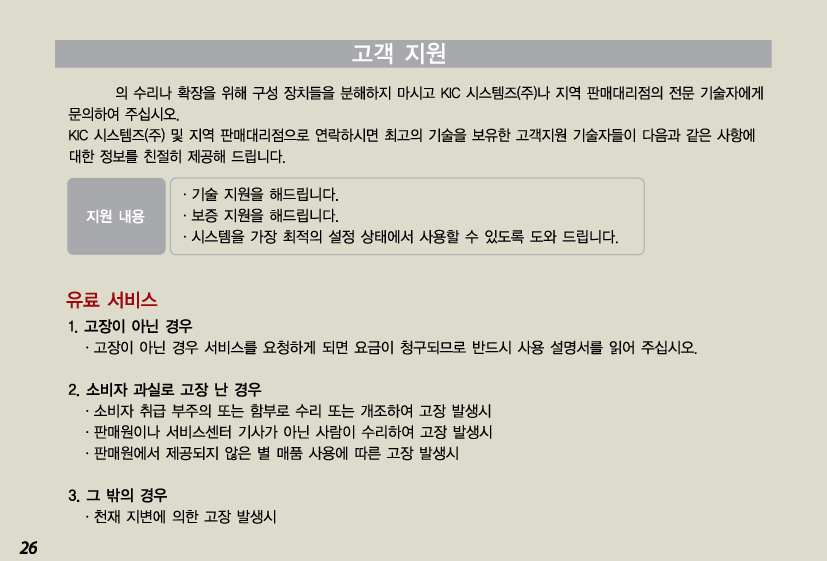 고객 지원
의 수리나 확장을 위해 구성 장치들을 분해하지 마시고 KIC 시스템즈(주)나 지역 판매대리점의 전문 기술자에게
문의하여 주십시오.
KIC 시스템즈(주) 및 지역 판매대리점으로 연락하시면 최고의 기술을 보유한 고객지원 기술자들이 다음과 같은 사항에
대한 정보를 친절히 제공해 드립니다.
지원 내용
· 기술 지원을 해드립니다.
· 보증 지원을 해드립니다.
· 시스템을 가장 최적의 설정 상태에서 사용할 수 있도록 도와 드립니다.
유료 서비스
1. 고장이 아닌 경우
· 고장이 아닌 경우 서비스를 요청하게 되면 요금이 청구되므로 반드시 사용 설명서를 읽어 주십시오.
2. 소비자 과실로 고장 난 경우
· 소비자 취급 부주의 또는 함부로 수리 또는 개조하여 고장 발생시
· 판매원이나 서비스센터 기사가 아닌 사람이 수리하여 고장 발생시
· 판매원에서 제공되지 않은 별 매품 사용에 따른 고장 발생시
3. 그 밖의 경우
· 천재 지변에 의한 고장 발생시
26